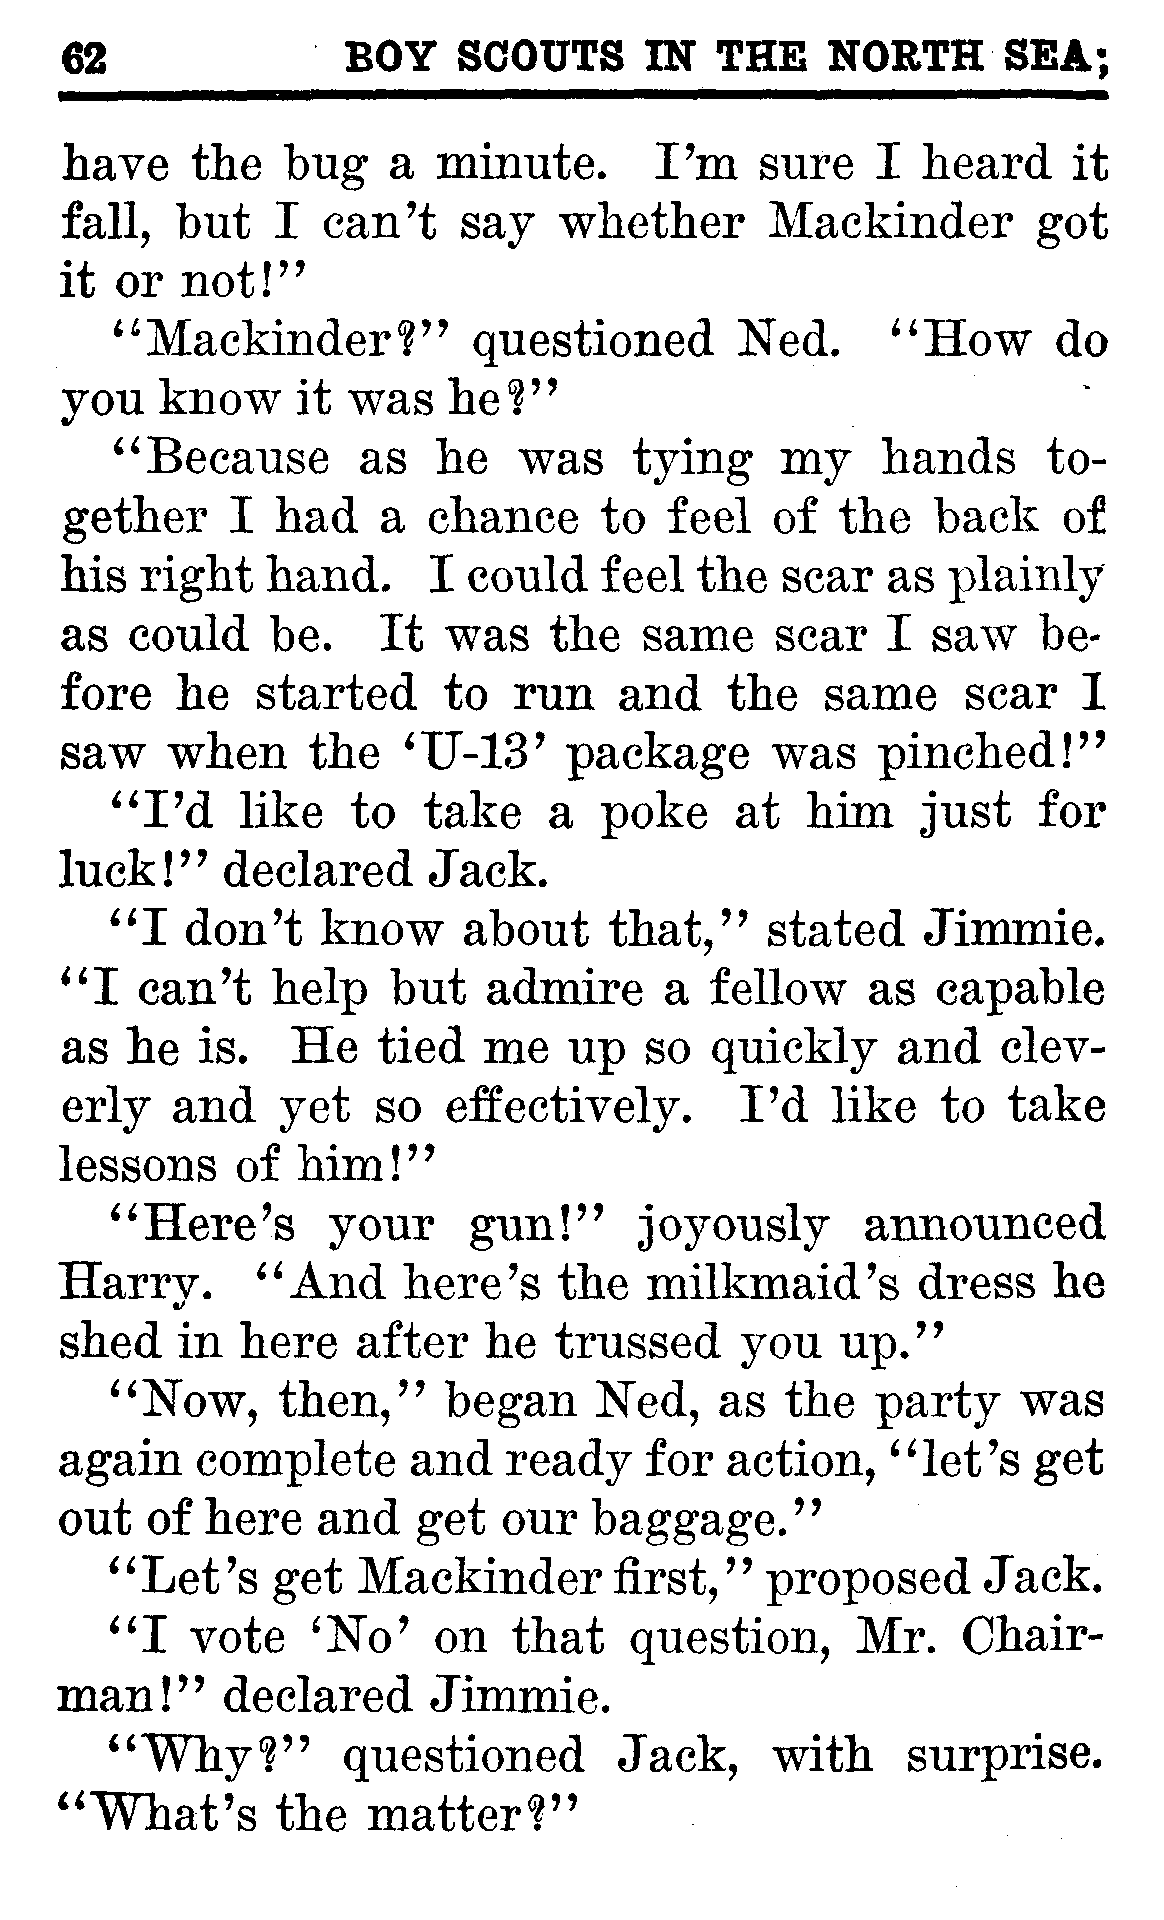 62 BOY SCOUTS IN THE NORTH SEA;
have the bug a minute. I'm sure I heard it
fall, but I can't say whether Mackinder got
it or not!"
"Mackinder?" questioned Ned. "How do
you know it was he?"
"Because as he was tying my hands to-
gether I had a chance to feel of the back of
his right hand. I could feel the scar as plainly
as could be. It was the same scar I saw be-
fore he started to run and the same scar I
saw when the 'U-13' package was pinched!"
"I'd like to take a poke at him just for
luck!" declared Jack.
"I don't know about that," stated Jimmie.
"I can't help but admire a fellow as capable
as he is. He tied me up so quickly and clev-
erly and yet so effectively. I'd like to take
lessons of him!"
"Here's your gun!" joyously announced
Harry. "And here's the milkmaid's dress he
shed in here after he trussed you up."
"Now, then," began Ned, as the party was
again complete and ready for action, "let's get
out of here and get our baggage."
"Let's get Mackinder first," proposed Jack.
"I vote 'No' on that question, Mr. Chair-
man!" declared Jimmie.
"Why?" questioned Jack, with surprise.
"What's the matter?"